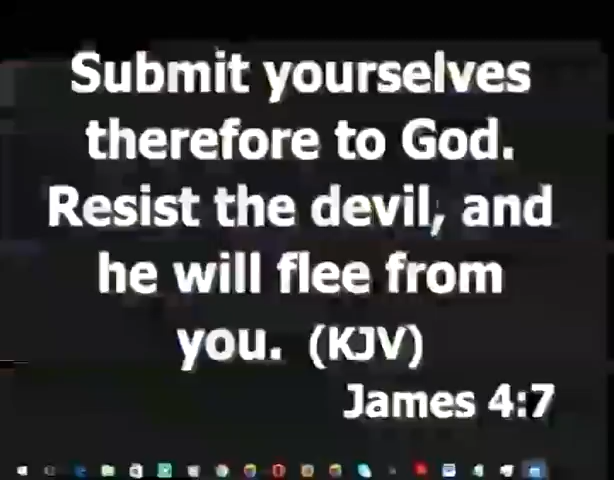 Submit yourselves
therefore to God.
Resist the devil, and
he will flee from
you. (KJV)
James 4:7